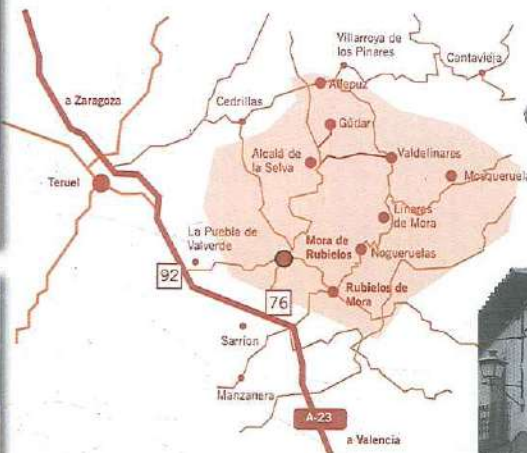 Villarroya de
los Pinares
Cantavieja
a Zaragoza
Cedrillas
Allepuz
Gúdar
Alcalá de
la Selva
Valdelinares
Mosqueruela
Teruel
Linares
de Mora
La Puebla de
Valverde
Mora de
Rubielos
Nogueruelas
92
76
Rubielos de
Mora
Sarrion
Manzanera
A-23
a Valencia